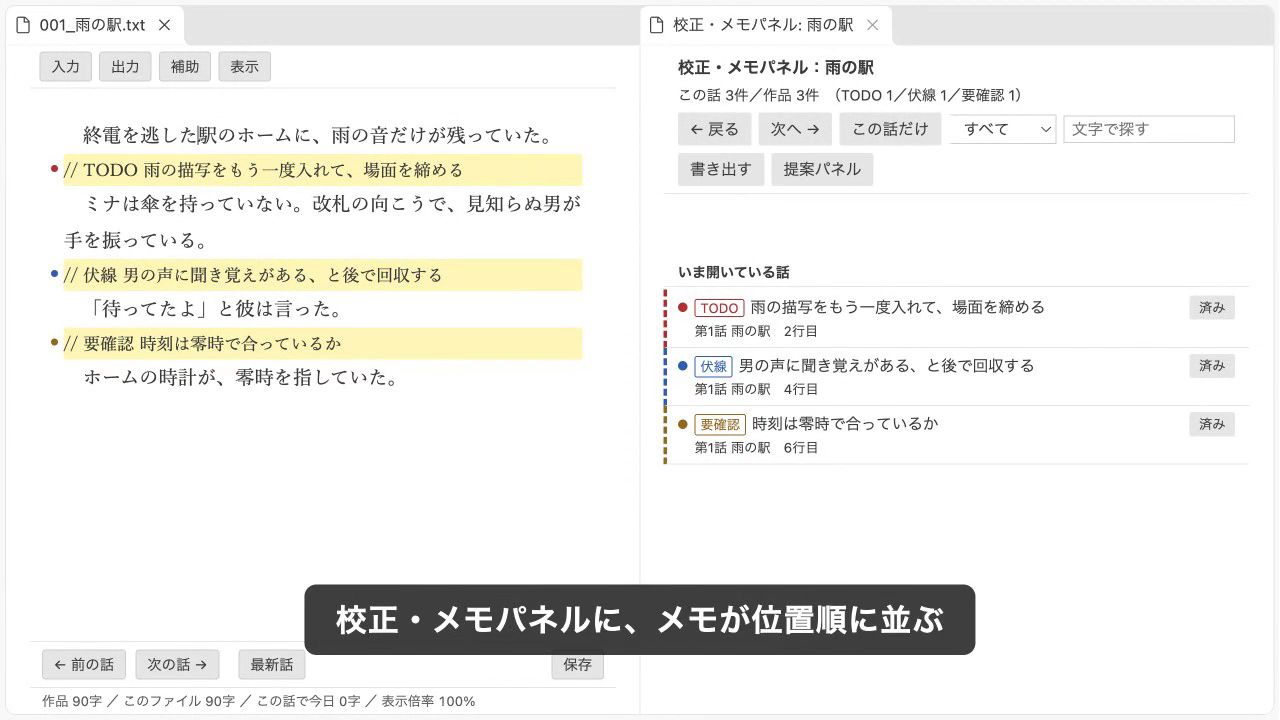 001_雨の駅.txt ×
入力 出力 補助 表示
終電を逃した駅のホームに、雨の音だけが残っていた。
// TODO 雨の描写をもう一度入れて、場面を締める
ミナは傘を持っていない。改札の向こうで、見知らぬ男が
手を振っている。
// 伏線 男の声に聞き覚えがある、と後で回収する
「待ってたよ」と彼は言った。
// 要確認 時刻は零時で合っているか
ホームの時計が、零時を指していた。
← 前の話 次の話 → 最新話 保存
作品 90字 ／ このファイル 90字 ／ この話で今日 0字 ／ 表示倍率 100%
校正・メモパネル: 雨の駅 ×
校正・メモパネル：雨の駅
この話 3件／作品 3件 （TODO 1／伏線 1／要確認 1）
← 戻る 次へ → この話だけ すべて 文字で探す
書き出す 提案パネル
いま開いている話
TODO 雨の描写をもう一度入れて、場面を締める 済み
第1話 雨の駅 2行目
伏線 男の声に聞き覚えがある、と後で回収する 済み
第1話 雨の駅 4行目
要確認 時刻は零時で合っているか 済み
第1話 雨の駅 6行目
校正・メモパネルに、メモが位置順に並ぶ